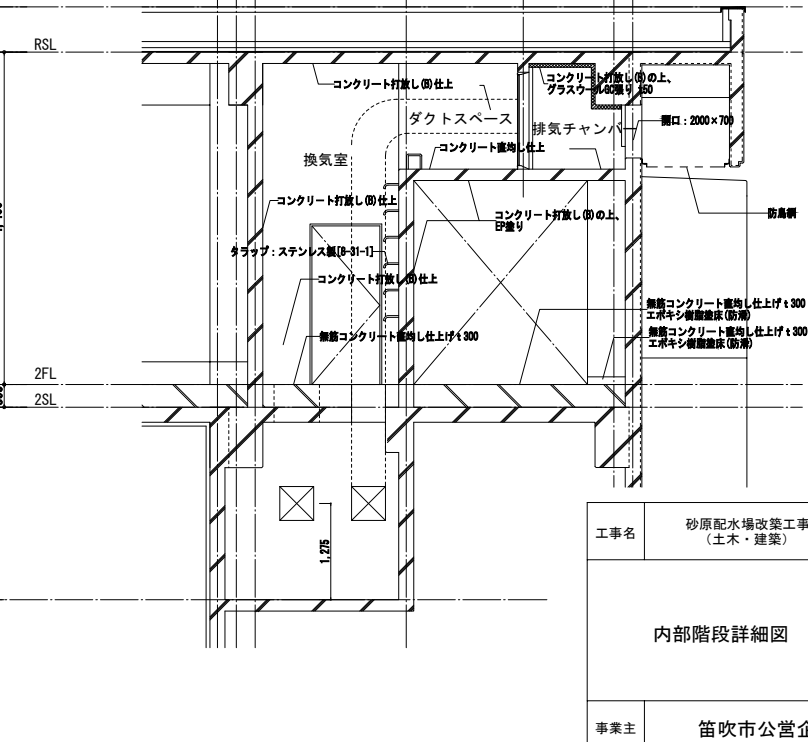 RSL
コンクリート打放し(B)仕上
コンクリート打放し(B)の上、
グラスウールGC張り t50
ダクトスペース
排気チャンバー
開口：2000×700
換気室
コンクリート直均し仕上
コンクリート打放し(B)仕上
コンクリート打放し(B)の上、
EP塗り
防鳥網
タラップ：ステンレス製[8-31-1]
コンクリート打放し(B)仕上
無筋コンクリート直均し仕上げ t300
エポキシ樹脂塗床(防滑)
無筋コンクリート直均し仕上げ t300
無筋コンクリート直均し仕上げ t300
エポキシ樹脂塗床(防滑)
2FL
2SL
1,275
工事名
砂原配水場改築工事
（土木・建築）
内部階段詳細図
事業主
笛吹市公営企